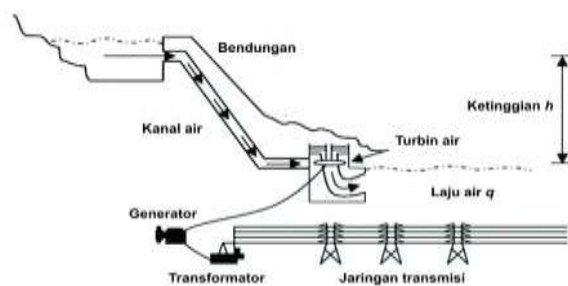 Bendungan
Ketinggian h
Kanal air
Turbin air
Laju air q
Generator
Transformator
Jaringan transmisi